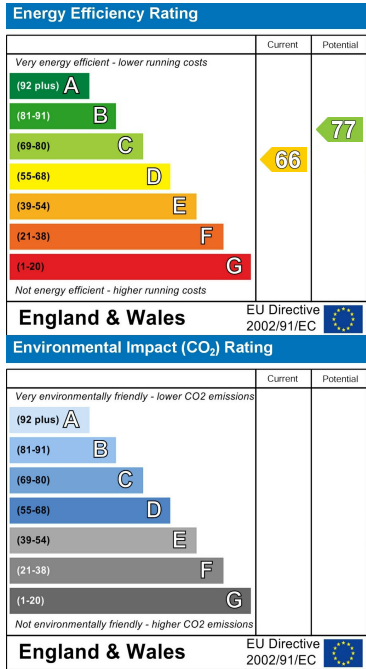 Energy Efficiency Rating
Current Potential
Very energy efficient - lower running costs
(92 plus) A
(81-91) B
(69-80) C
(55-68) D
(39-54) E
(21-38) F
(1-20) G
66
77
Not energy efficient - higher running costs
England & Wales
EU Directive
2002/91/EC
Environmental Impact (CO₂) Rating
Current Potential
Very environmentally friendly - lower CO2 emissions
(92 plus) A
(81-91) B
(69-80) C
(55-68) D
(39-54) E
(21-38) F
(1-20) G
Not environmentally friendly - higher CO2 emissions
England & Wales
EU Directive
2002/91/EC